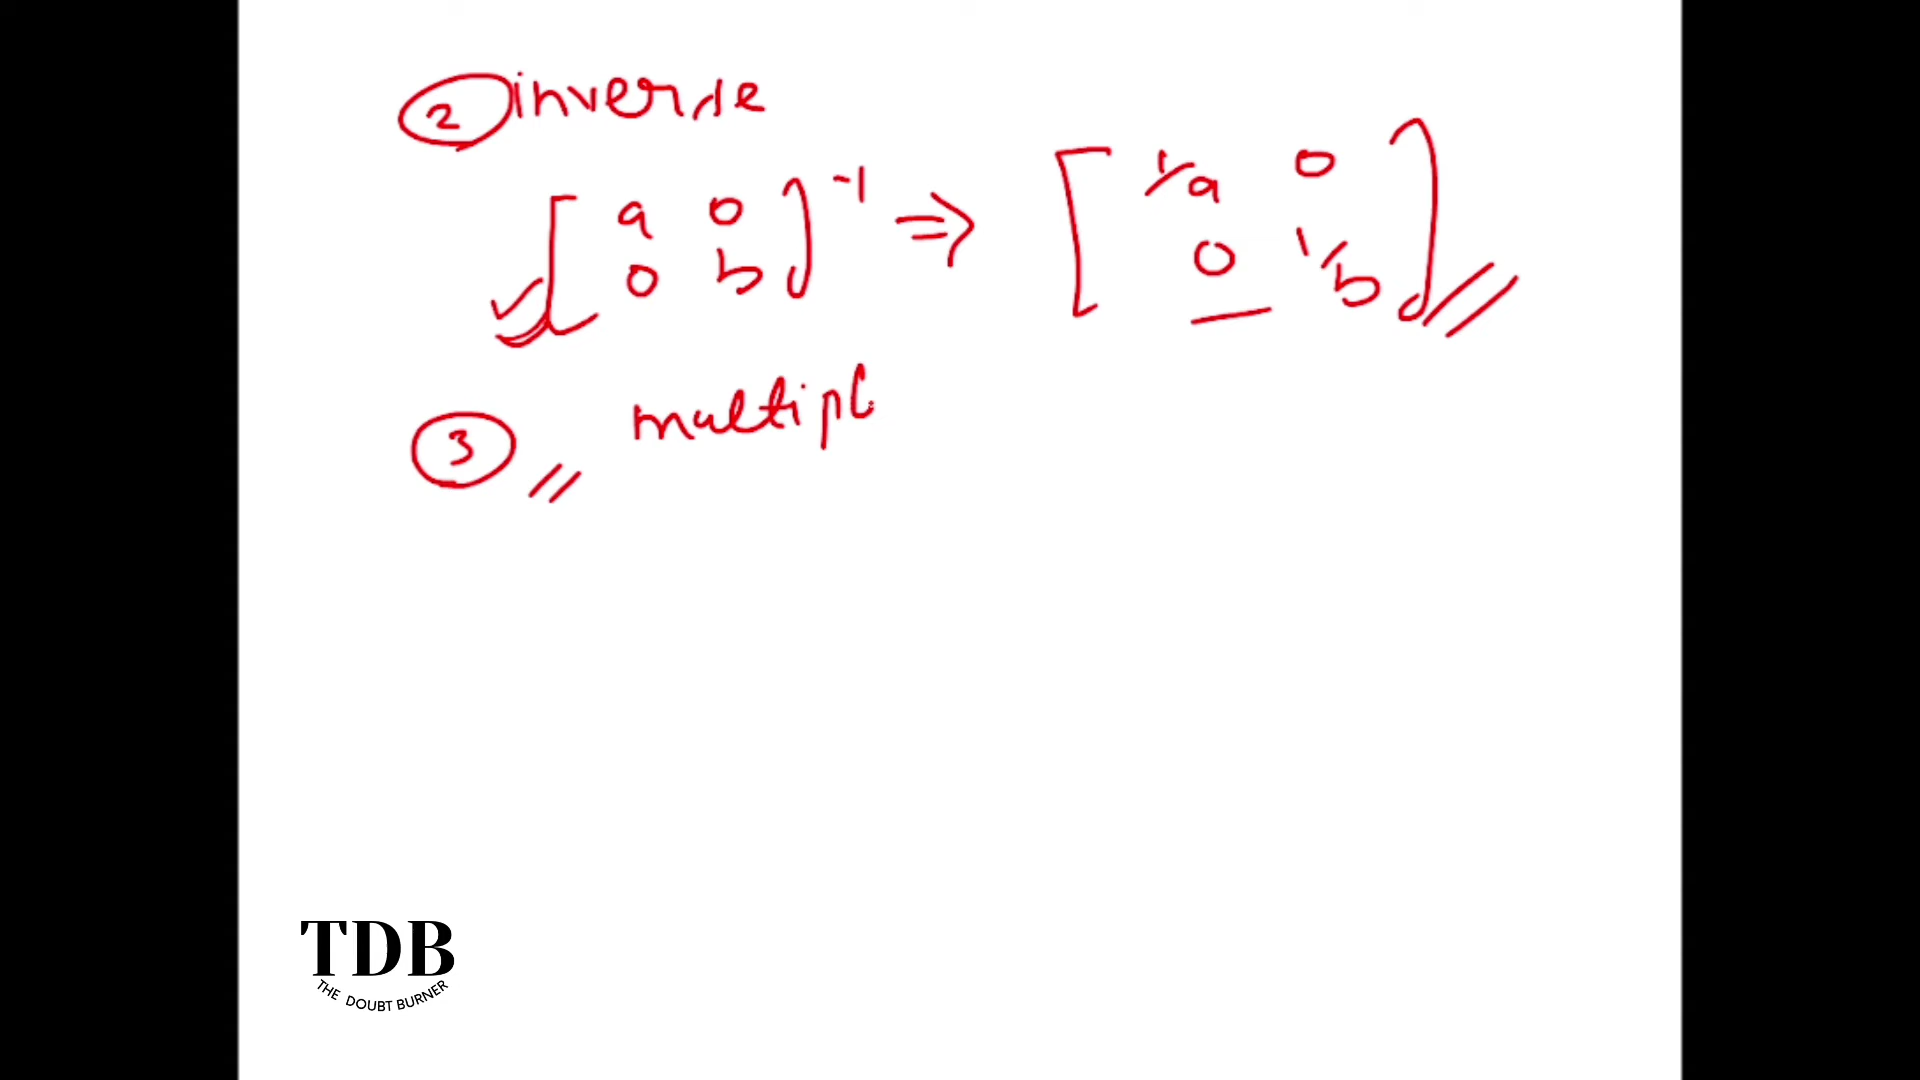 2 inverse
[a 0
0 b]⁻¹ ⇒ [1/a 0
0 1/b]
3 multipl
TDB
THE DOUBT BURNER